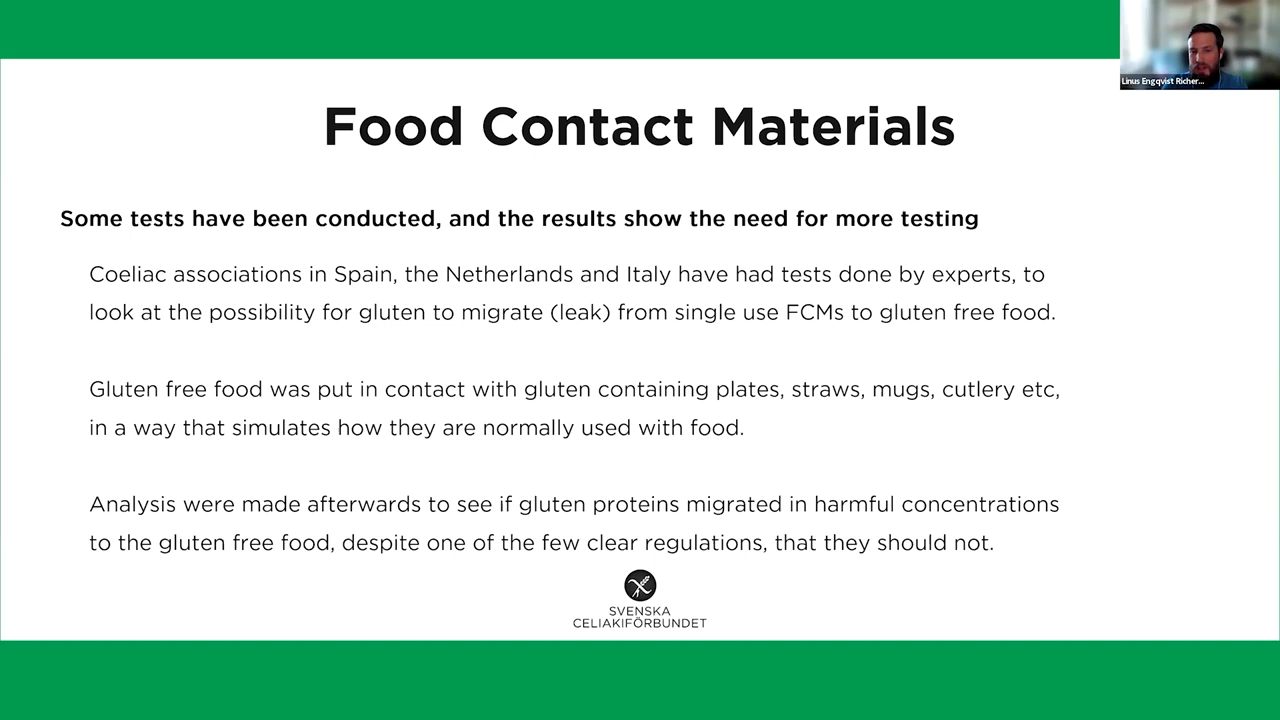 Linus Engqvist Richer...
Food Contact Materials
Some tests have been conducted, and the results show the need for more testing
Coeliac associations in Spain, the Netherlands and Italy have had tests done by experts, to
look at the possibility for gluten to migrate (leak) from single use FCMs to gluten free food.
Gluten free food was put in contact with gluten containing plates, straws, mugs, cutlery etc,
in a way that simulates how they are normally used with food.
Analysis were made afterwards to see if gluten proteins migrated in harmful concentrations
to the gluten free food, despite one of the few clear regulations, that they should not.
SVENSKA
CELIAKIFÖRBUNDET